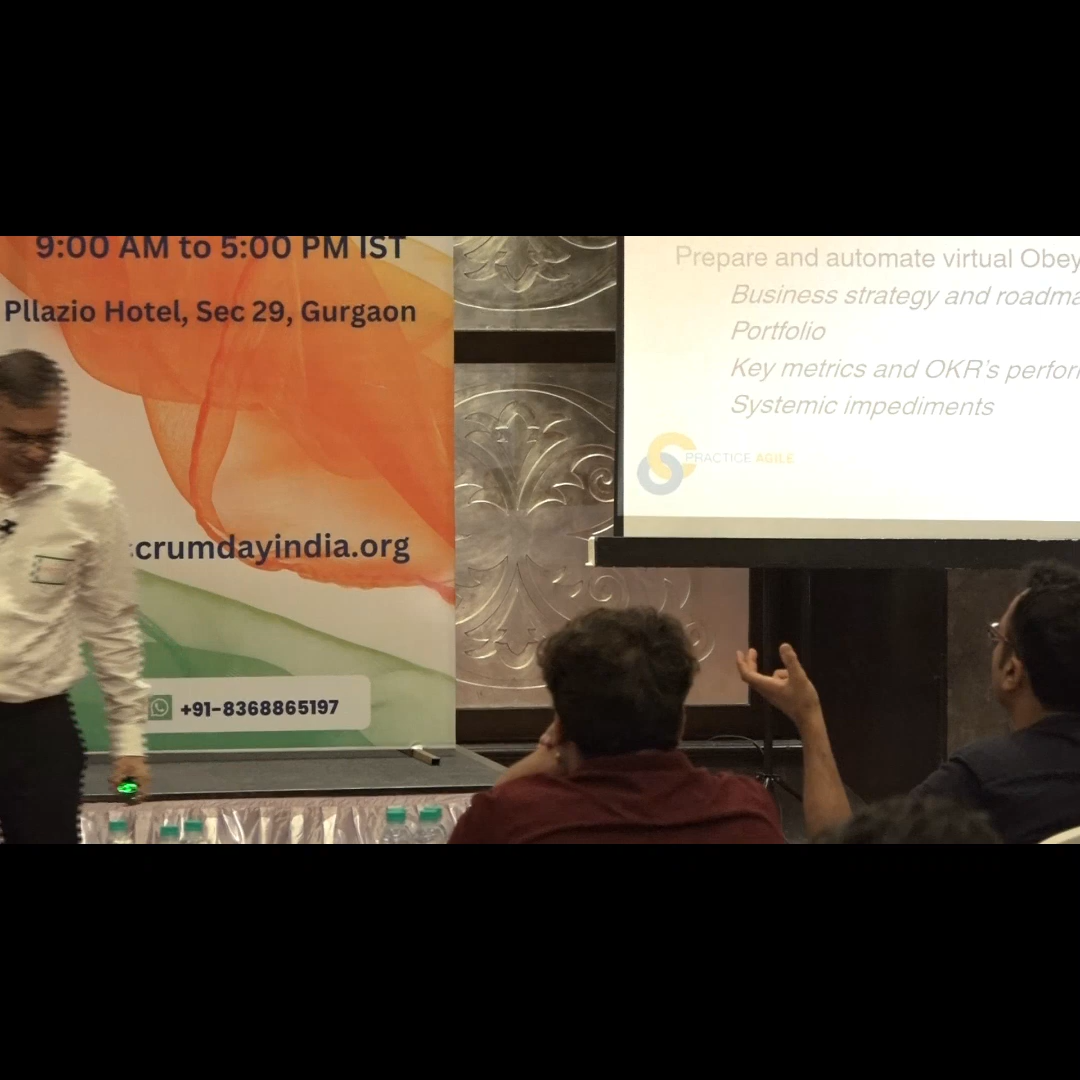 9:00 AM to 5:00 PM IST
Pllazio Hotel, Sec 29, Gurgaon
crumdayindia.org
+91-8368865197
Prepare and automate virtual Obey
Business strategy and roadma
Portfolio
Key metrics and OKR's perfor
Systemic impediments
PRACTICE AGILE